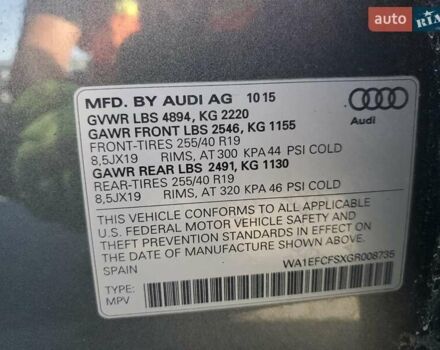 auto RIA
MFD. BY AUDI AG 10 15
GVWR LBS 4894, KG 2220
GAWR FRONT LBS 2546, KG 1155
FRONT-TIRES 255/40 R19
8,5JX19 RIMS, AT 300 KPA 44 PSI COLD
GAWR REAR LBS 2491, KG 1130
REAR-TIRES 255/40 R19
8,5JX19 RIMS, AT 320 KPA 46 PSI COLD
Audi
THIS VEHICLE CONFORMS TO ALL APPLICABLE
U.S. FEDERAL MOTOR VEHICLE SAFETY AND
THEFT PREVENTION STANDARDS IN EFFECT ON
THE DATE OF MANUFACTURE SHOWN ABOVE.
SPAIN
WA1EFCFSXGR008735
TYPE:
MPV